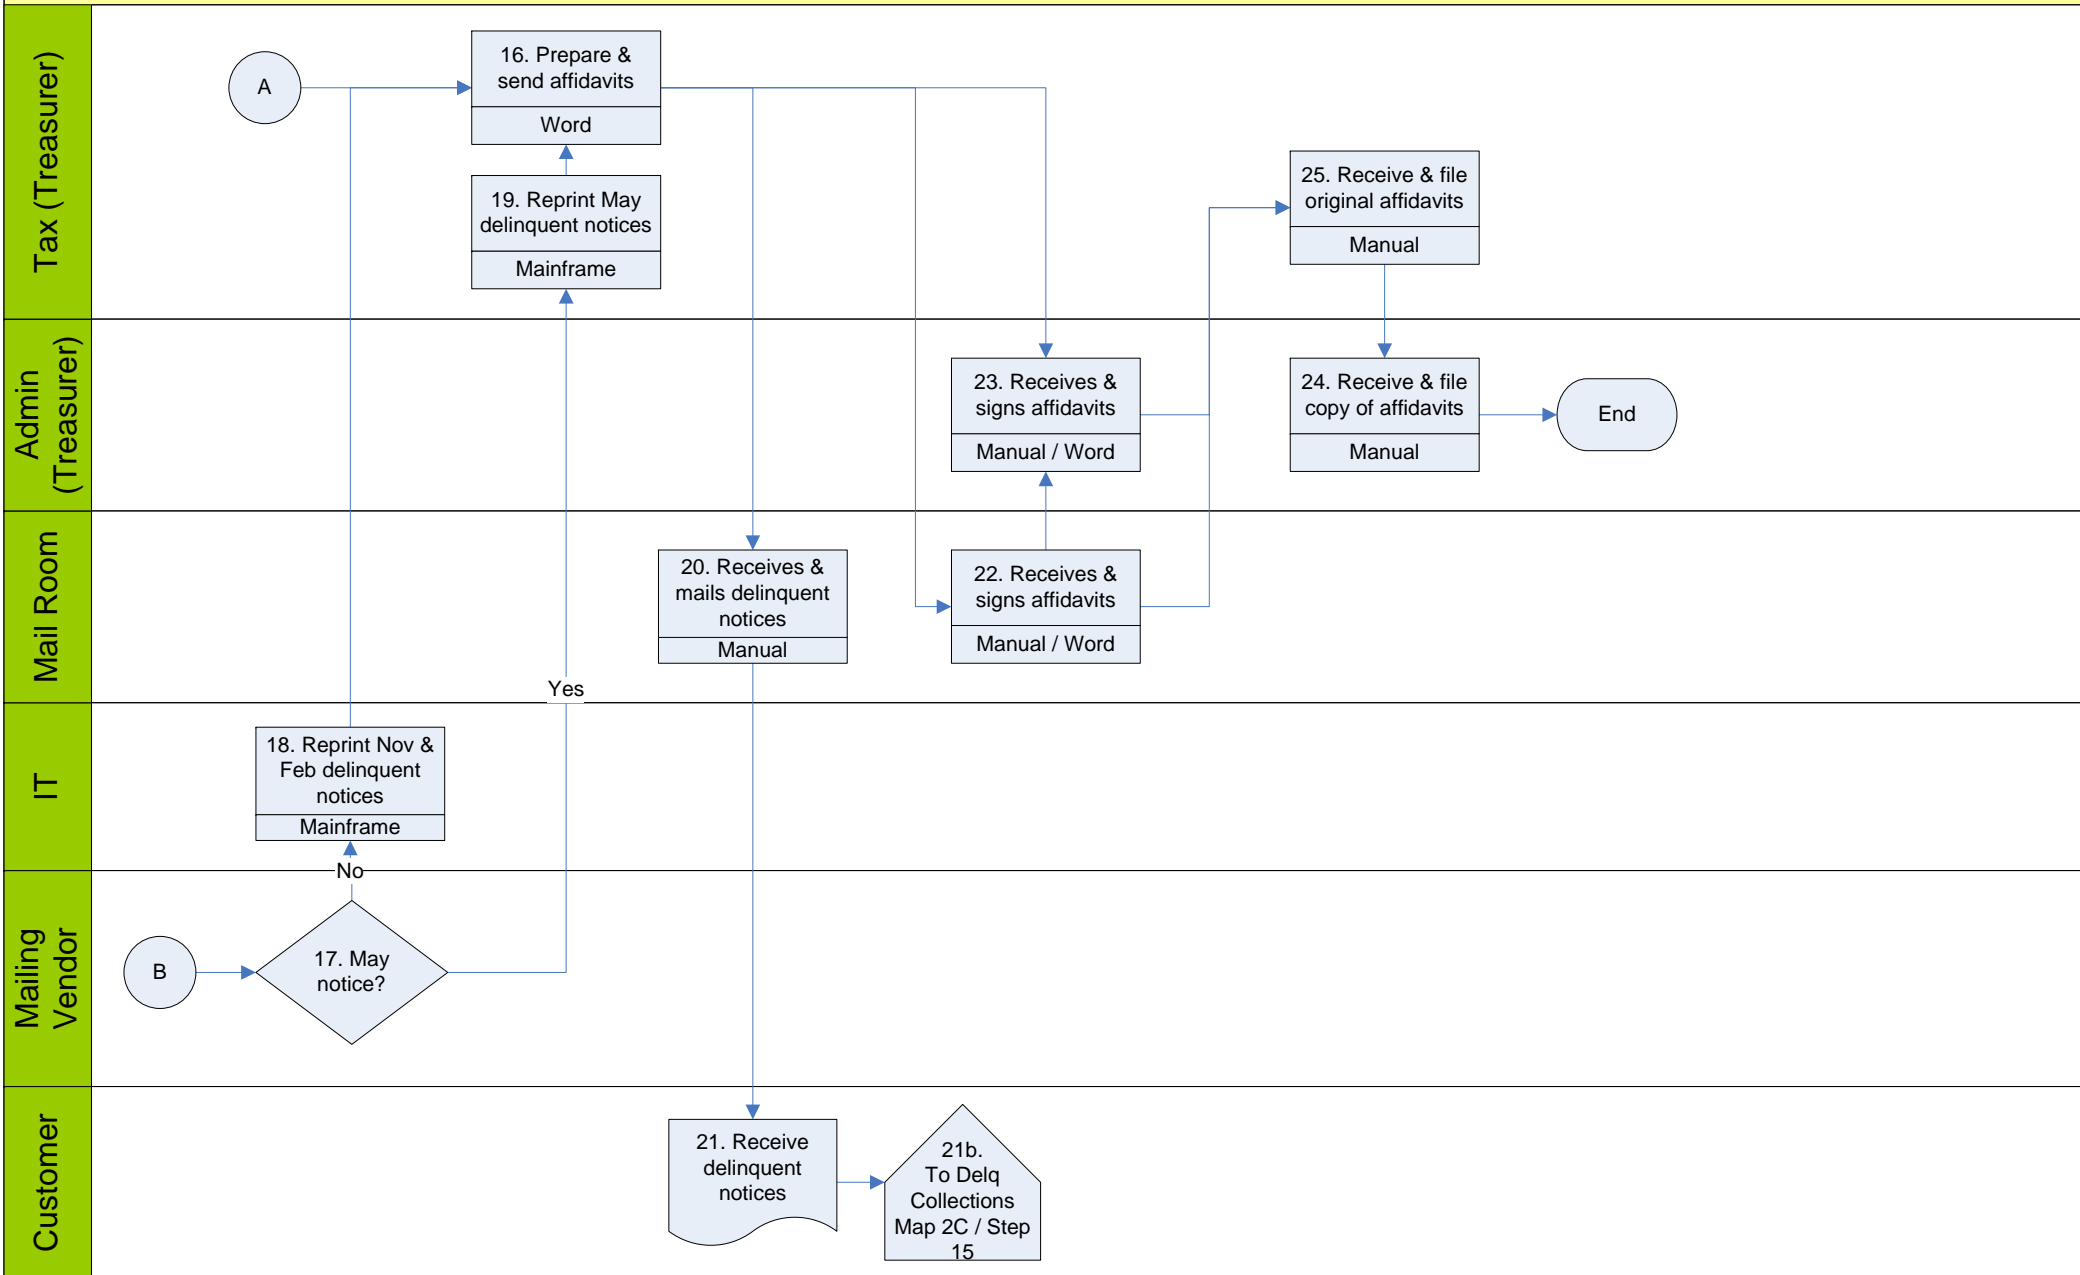 Tax (Treasurer)
A
16. Prepare &
send affidavits
Word
19. Reprint May
delinquent notices
Mainframe
25. Receive & file
original affidavits
Manual
Admin
(Treasurer)
23. Receives &
signs affidavits
Manual / Word
24. Receive & file
copy of affidavits
Manual
End
Mail Room
20. Receives &
mails delinquent
notices
Manual
22. Receives &
signs affidavits
Manual / Word
Yes
IT
18. Reprint Nov &
Feb delinquent
notices
Mainframe
No
Mailing
Vendor
B
17. May
notice?
Customer
21. Receive
delinquent
notices
21b.
To Delq
Collections
Map 2C / Step
15